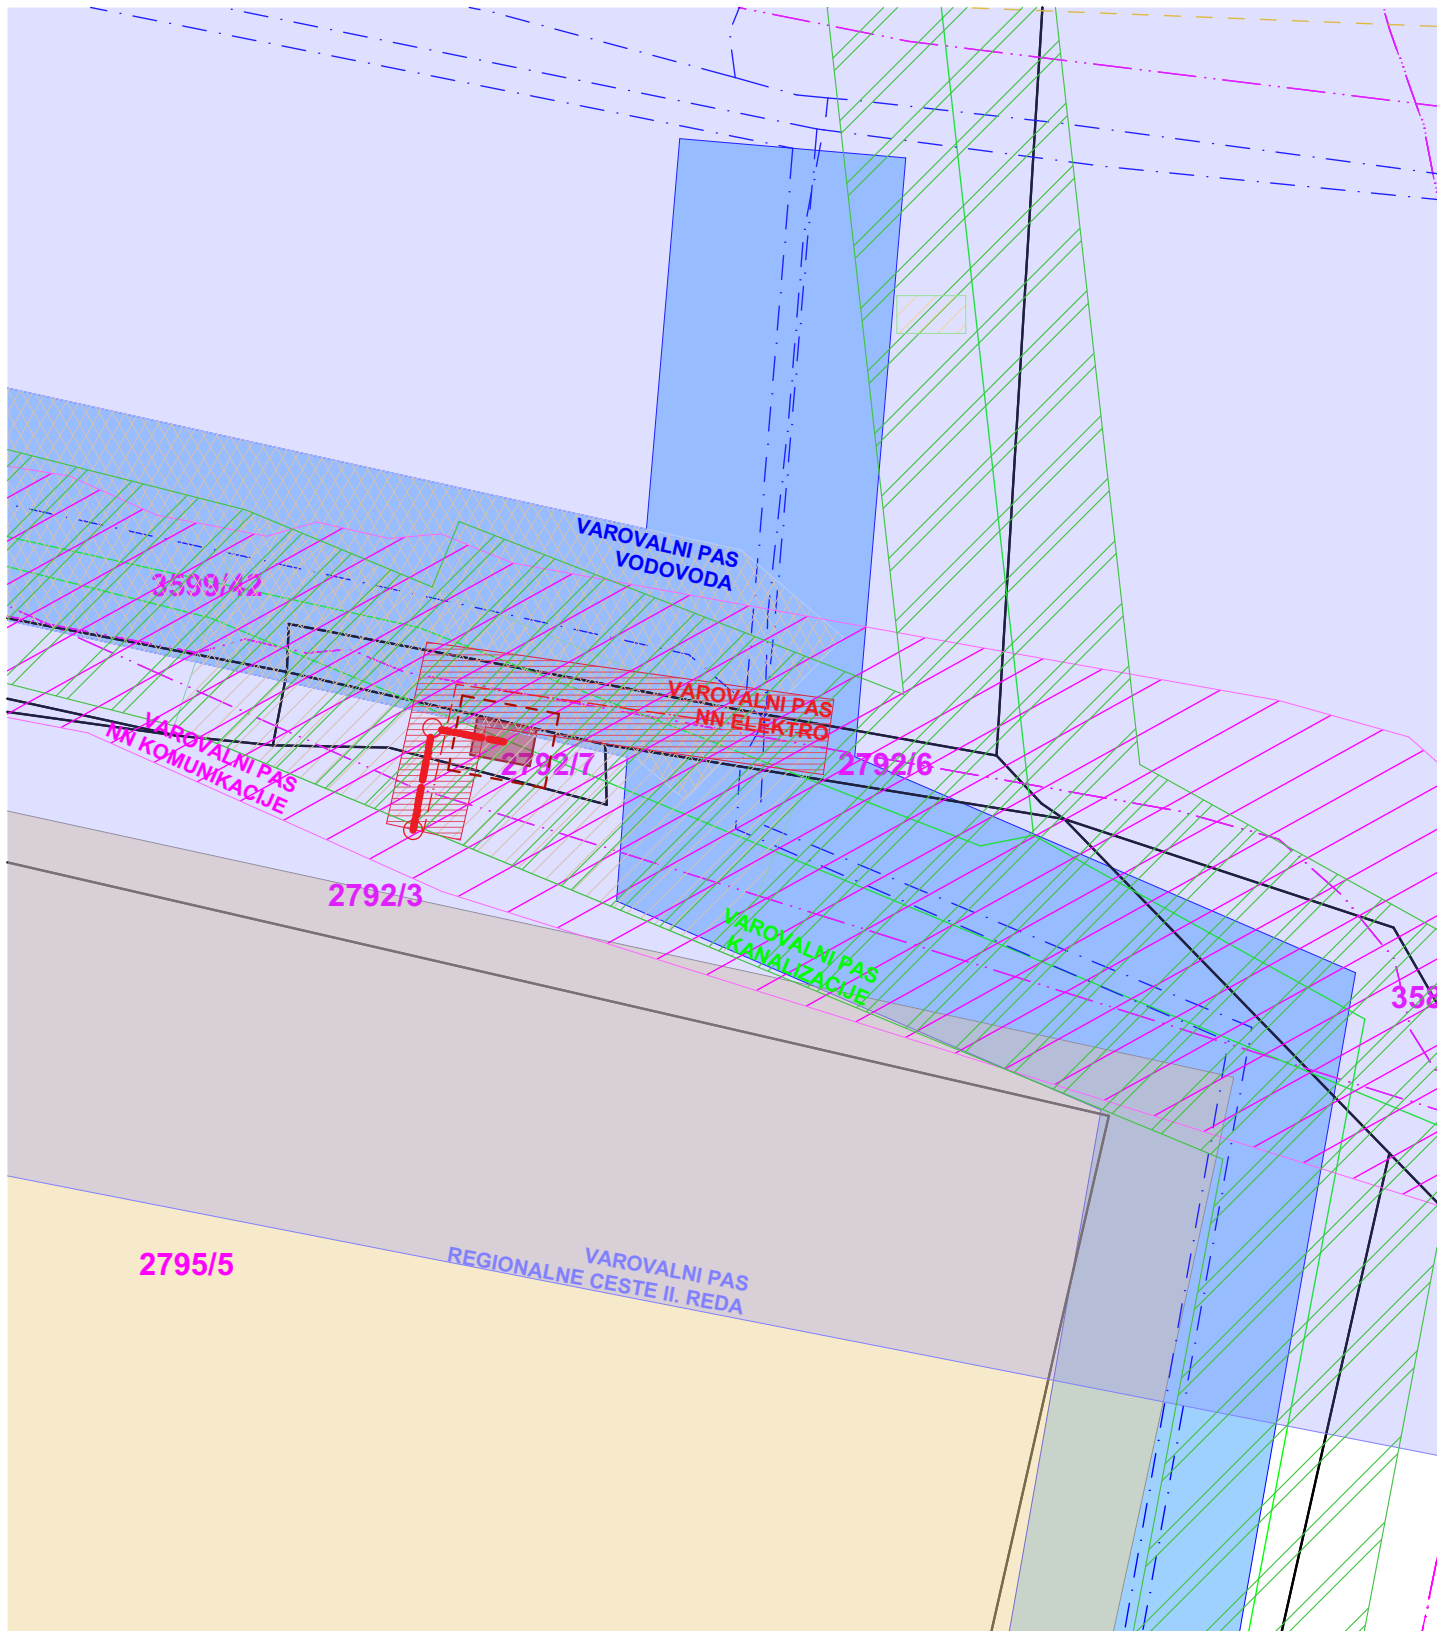 VAROVALNI PAS
VODOVODA
3599/42
VAROVALNI PAS
NN ELEKTRO
VAROVALNI PAS
NN KOMUNIKACIJE
2792/7
2792/6
2792/3
VAROVALNI PAS
KANALIZACIJE
358
2795/5
VAROVALNI PAS
REGIONALNE CESTE II. REDA